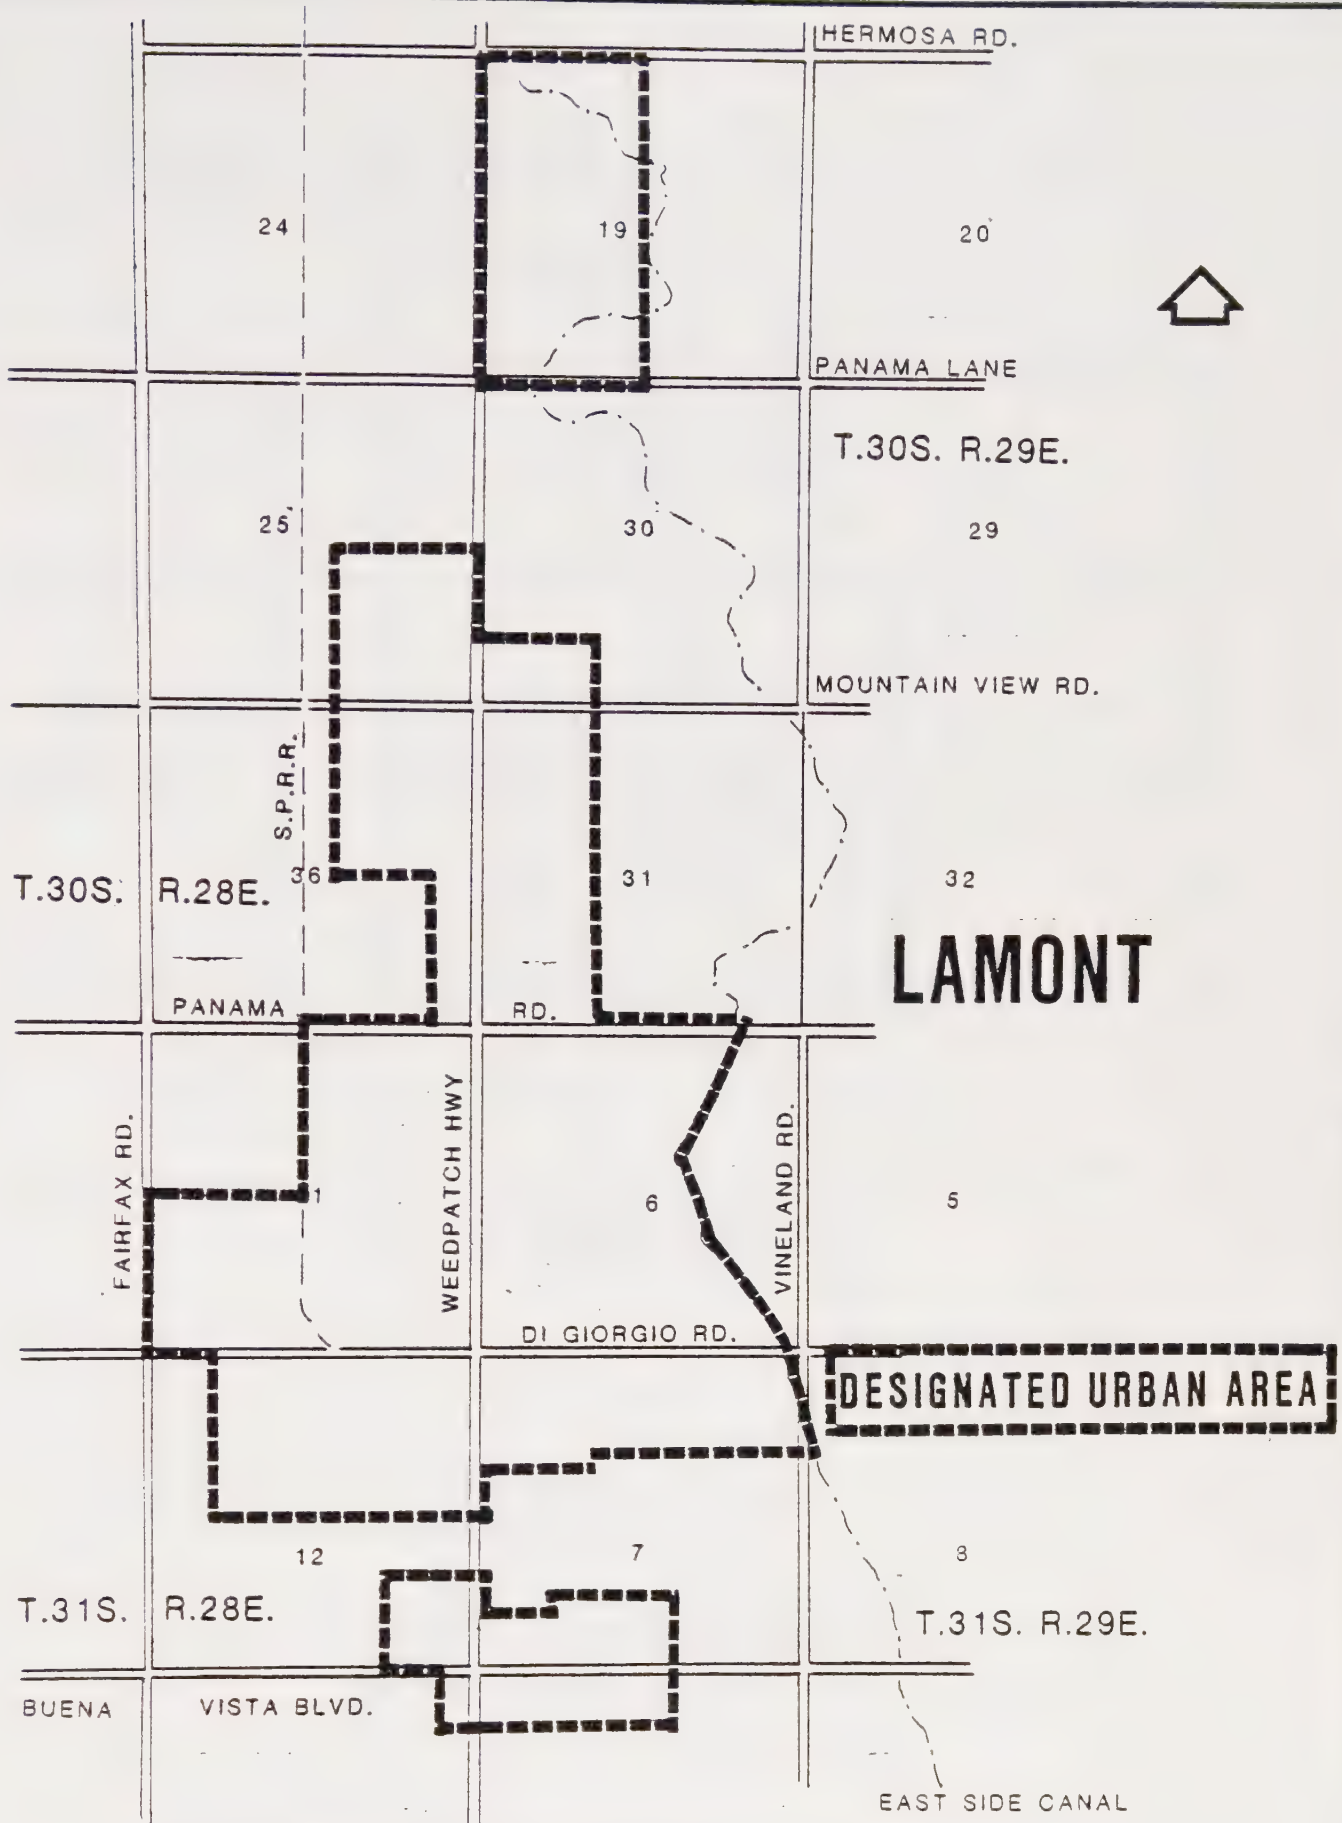 HERMOSA RD.
24
19
20
PANAMA LANE
T.30S. R.29E.
25
30
29
MOUNTAIN VIEW RD.
S.P.R.R.
T.30S. R.28E.
36
31
32
LAMONT
PANAMA RD.
FAIRFAX RD.
WEEDPATCH HWY
VINELAND RD.
1
6
5
DI GIORGIO RD.
DESIGNATED URBAN AREA
12
7
8
T.31S. R.28E.
T.31S. R.29E.
BUENA VISTA BLVD.
EAST SIDE CANAL